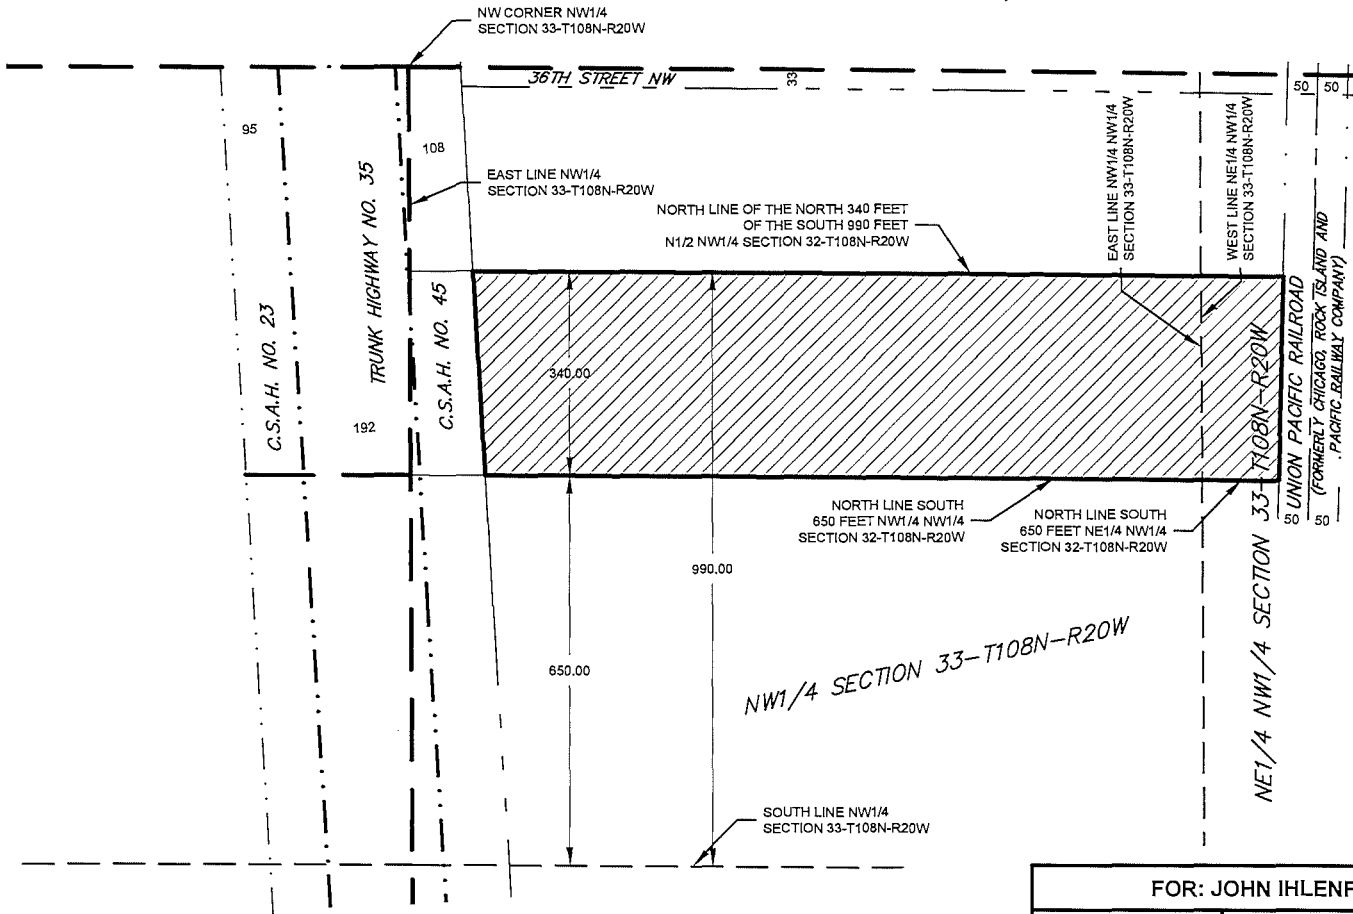 NW CORNER NW1/4
SECTION 33-T108N-R20W
36TH STREET NW
33
50
50
95
108
EAST LINE NW1/4
SECTION 33-T108N-R20W
TRUNK HIGHWAY NO. 35
NORTH LINE OF THE NORTH 340 FEET
OF THE SOUTH 990 FEET
N1/2 NW1/4 SECTION 32-T108N-R20W
EAST LINE NW1/4 NW1/4
SECTION 33-T108N-R20W
WEST LINE NE1/4 NW1/4
SECTION 33-T108N-R20W
C.S.A.H. NO. 23
192
C.S.A.H. NO. 45
340.00
UNION PACIFIC RAILROAD
(FORMERLY CHICAGO, ROCK ISLAND AND
PACIFIC RAILWAY COMPANY)
NORTH LINE SOUTH
650 FEET NW1/4 NW1/4
SECTION 32-T108N-R20W
NORTH LINE SOUTH
650 FEET NE1/4 NW1/4
SECTION 32-T108N-R20W
50
50
990.00
650.00
NW1/4 SECTION 33-T108N-R20W
NE1/4 NW1/4 SECTION 33-T108N-R20W
SOUTH LINE NW1/4
SECTION 33-T108N-R20W
FOR: JOHN IHLENF